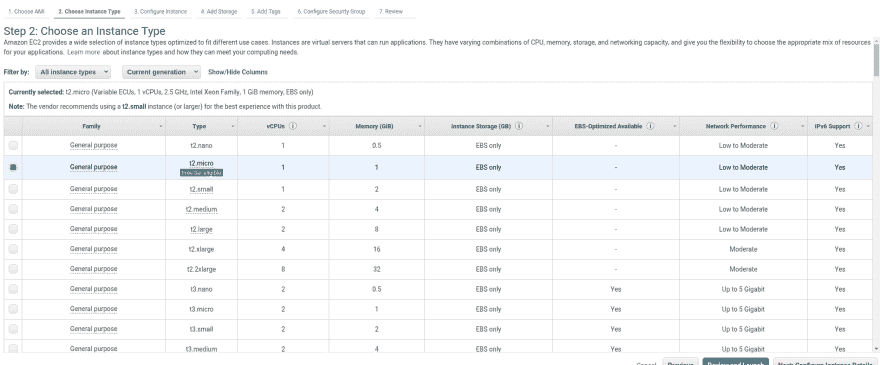 1. Choose AMI 2. Choose Instance Type 3. Configure Instance 4. Add Storage 5. Add Tags 6. Configure Security Group 7. Review
Step 2: Choose an Instance Type
Amazon EC2 provides a wide selection of instance types optimized to fit different use cases. Instances are virtual servers that can run applications. They have varying combinations of CPU, memory, storage, and networking capacity, and give you the flexibility to choose the appropriate mix of resources
for your applications. Learn more about instance types and how they can meet your computing needs.
Filter by: All instance types Current generation Show/Hide Columns
Currently selected: t2.micro (Variable ECUs, 1 vCPUs, 2.5 GHz, Intel Xeon Family, 1 GiB memory, EBS only)
Note: The vendor recommends using a t2.small instance (or larger) for the best experience with this product.
Family Type vCPUs Memory (GiB) Instance Storage (GB) EBS-Optimized Available Network Performance IPv6 Support
General purpose t2.nano 1 0.5 EBS only - Low to Moderate Yes
General purpose t2.micro 1 1 EBS only - Low to Moderate Yes
Free tier eligible
General purpose t2.small 1 2 EBS only - Low to Moderate Yes
General purpose t2.medium 2 4 EBS only - Low to Moderate Yes
General purpose t2.large 2 8 EBS only - Low to Moderate Yes
General purpose t2.xlarge 4 16 EBS only - Moderate Yes
General purpose t2.2xlarge 8 32 EBS only - Moderate Yes
General purpose t3.nano 2 0.5 EBS only Yes Up to 5 Gigabit Yes
General purpose t3.micro 2 1 EBS only Yes Up to 5 Gigabit Yes
General purpose t3.small 2 2 EBS only Yes Up to 5 Gigabit Yes
General purpose t3.medium 2 4 EBS only Yes Up to 5 Gigabit Yes
Cancel Previous Review and Launch Next: Configure Instance Details